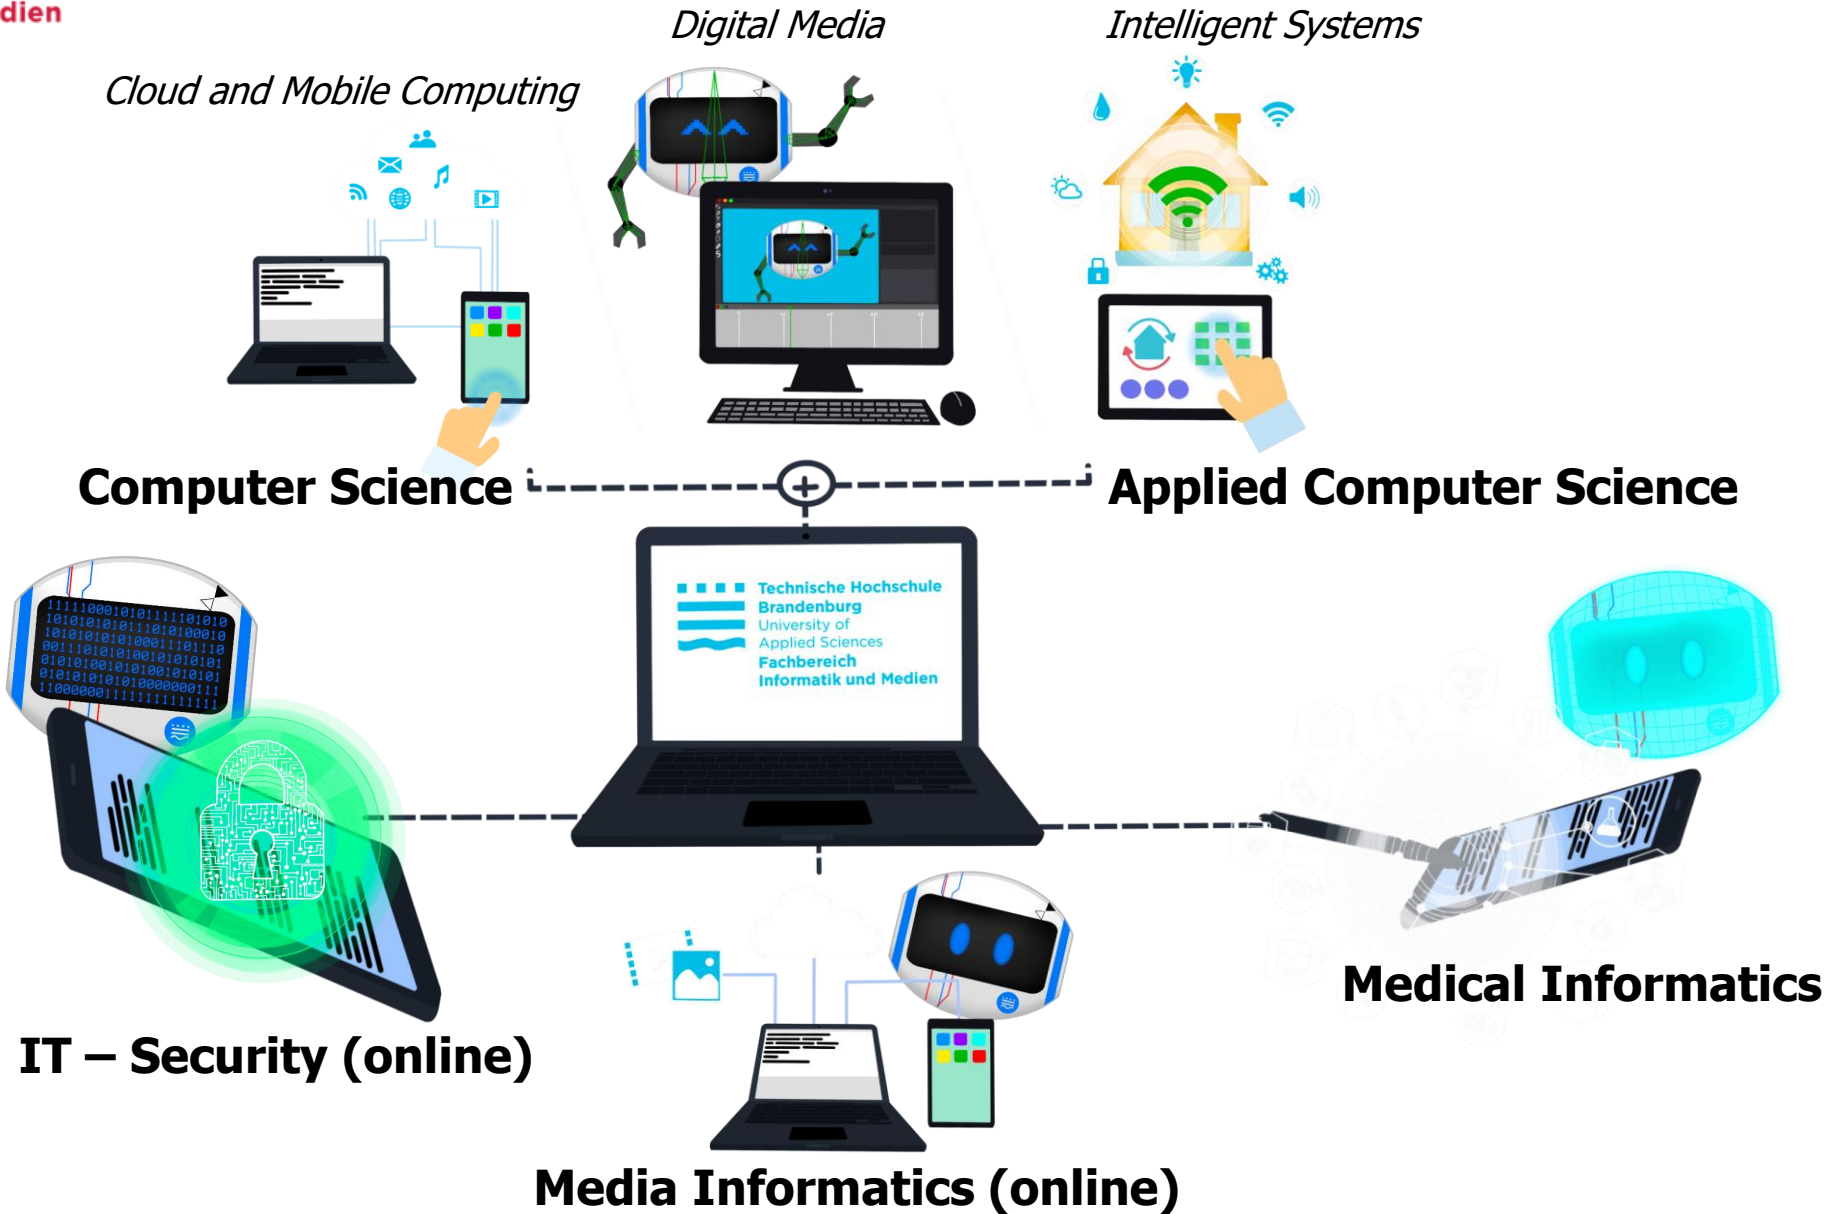 dien
Digital Media
Intelligent Systems
Cloud and Mobile Computing
Computer Science
Applied Computer Science
Technische Hochschule
Brandenburg
University of
Applied Sciences
Fachbereich
Informatik und Medien
11111000101011111101010
Medical Informatics
IT – Security (online)
Media Informatics (online)